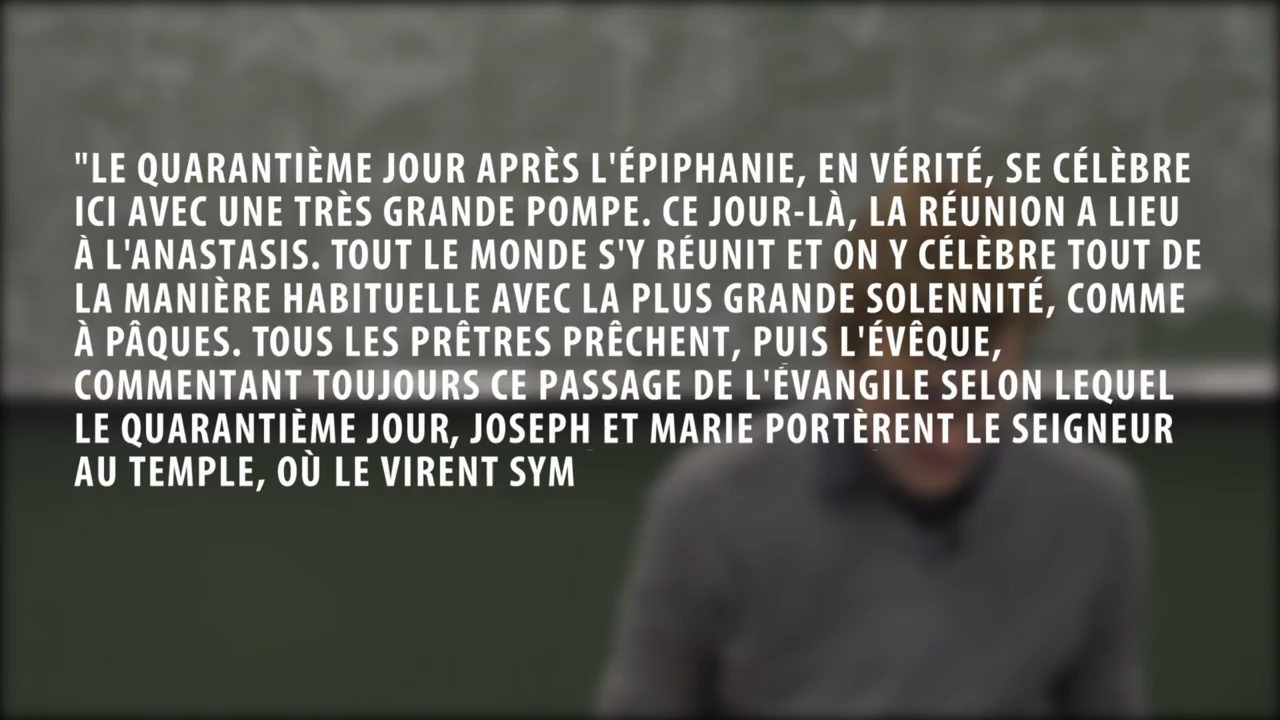 "LE QUARANTIÈME JOUR APRÈS L'ÉPIPHANIE, EN VÉRITÉ, SE CÉLÈBRE
ICI AVEC UNE TRÈS GRANDE POMPE. CE JOUR-LÀ, LA RÉUNION A LIEU
À L'ANASTASIS. TOUT LE MONDE S'Y RÉUNIT ET ON Y CÉLÈBRE TOUT DE
LA MANIÈRE HABITUELLE AVEC LA PLUS GRANDE SOLENNITÉ, COMME
À PÂQUES. TOUS LES PRÊTRES PRÊCHENT, PUIS L'ÉVÊQUE,
COMMENTANT TOUJOURS CE PASSAGE DE L'ÉVANGILE SELON LEQUEL
LE QUARANTIÈME JOUR, JOSEPH ET MARIE PORTÈRENT LE SEIGNEUR
AU TEMPLE, OÙ LE VIRENT SYM